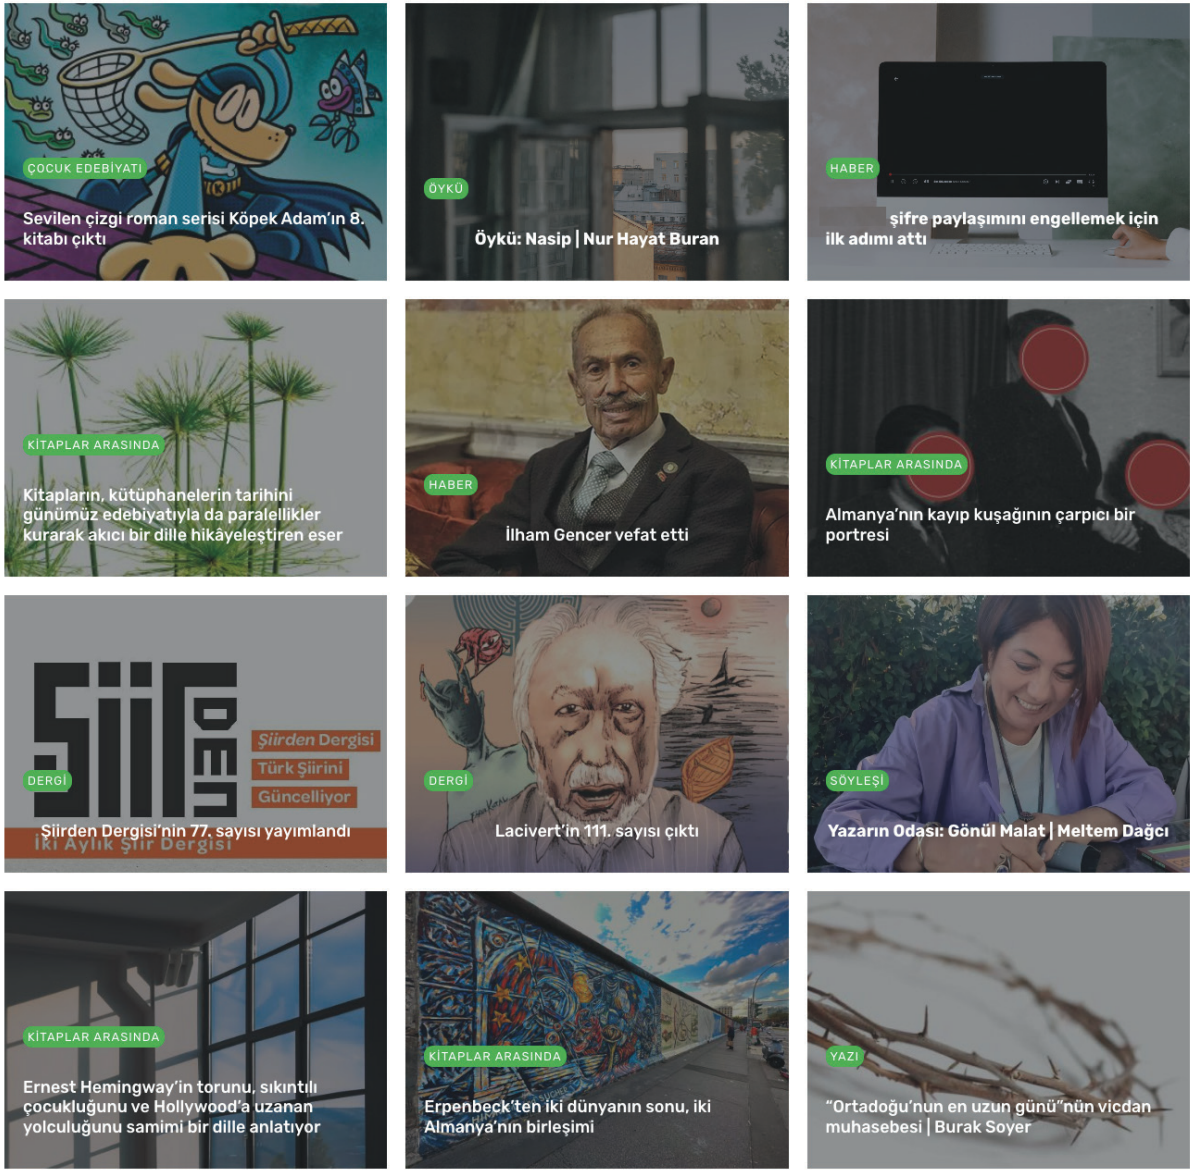 ÇOCUK EDEBİYATI
Sevilen çizgi roman serisi Köpek Adam’ın 8.
kitabı çıktı
ÖYKÜ
Öykü: Nasip | Nur Hayat Buran
HABER
şifre paylaşımını engellemek için
ilk adımı attı
KİTAPLAR ARASINDA
Kitapların, kütüphanelerin tarihini
günümüz edebiyatıyla da paralellikler
kurarak akıcı bir dille hikâyeleştiren eser
HABER
İlham Gencer vefat etti
KİTAPLAR ARASINDA
Almanya’nın kayıp kuşağının çarpıcı bir
portresi
ŞiiRDEN
Şiirden Dergisi
Türk Şiirini
Güncelliyor
DERGİ
Şiirden Dergisi’nin 77. sayısı yayımlandı
İki Aylık Şiir Dergisi
DERGİ
Lacivert’in 111. sayısı çıktı
SÖYLEŞİ
Yazarın Odası: Gönül Malat | Meltem Dağcı
KİTAPLAR ARASINDA
Ernest Hemingway’in torunu, sıkıntılı
çocukluğunu ve Hollywood’a uzanan
yolculuğunu samimi bir dille anlatıyor
KİTAPLAR ARASINDA
Erpenbeck’ten iki dünyanın sonu, iki
Almanya’nın birleşimi
YAZI
“Ortadoğu’nun en uzun günü”nün vicdan
muhasebesi | Burak Soyer